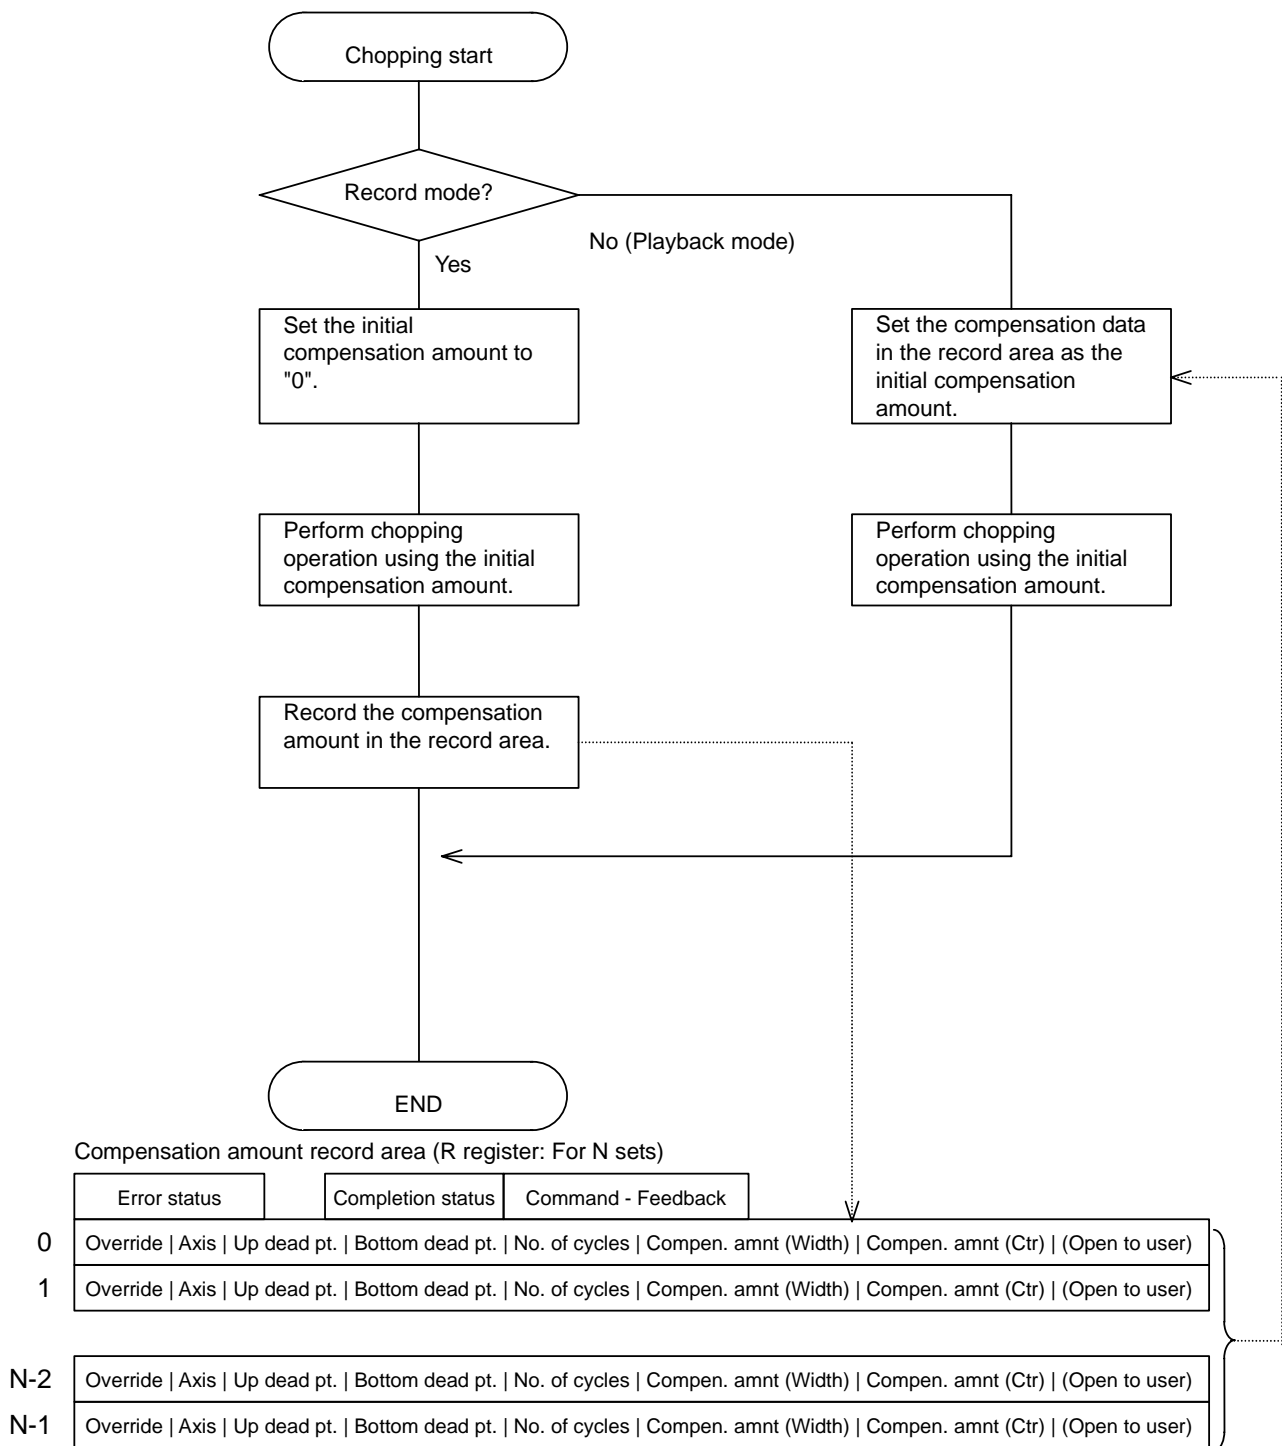 Chopping start
Record mode?
No (Playback mode)
Yes
Set the initial
compensation amount to
"0".
Set the compensation data
in the record area as the
initial compensation
amount.
Perform chopping
operation using the initial
compensation amount.
Perform chopping
operation using the initial
compensation amount.
Record the compensation
amount in the record area.
END
Compensation amount record area (R register: For N sets)
Error status
Completion status
Command - Feedback
0
Override | Axis | Up dead pt. | Bottom dead pt. | No. of cycles | Compen. amnt (Width) | Compen. amnt (Ctr) | (Open to user)
1
Override | Axis | Up dead pt. | Bottom dead pt. | No. of cycles | Compen. amnt (Width) | Compen. amnt (Ctr) | (Open to user)
N-2
Override | Axis | Up dead pt. | Bottom dead pt. | No. of cycles | Compen. amnt (Width) | Compen. amnt (Ctr) | (Open to user)
N-1
Override | Axis | Up dead pt. | Bottom dead pt. | No. of cycles | Compen. amnt (Width) | Compen. amnt (Ctr) | (Open to user)